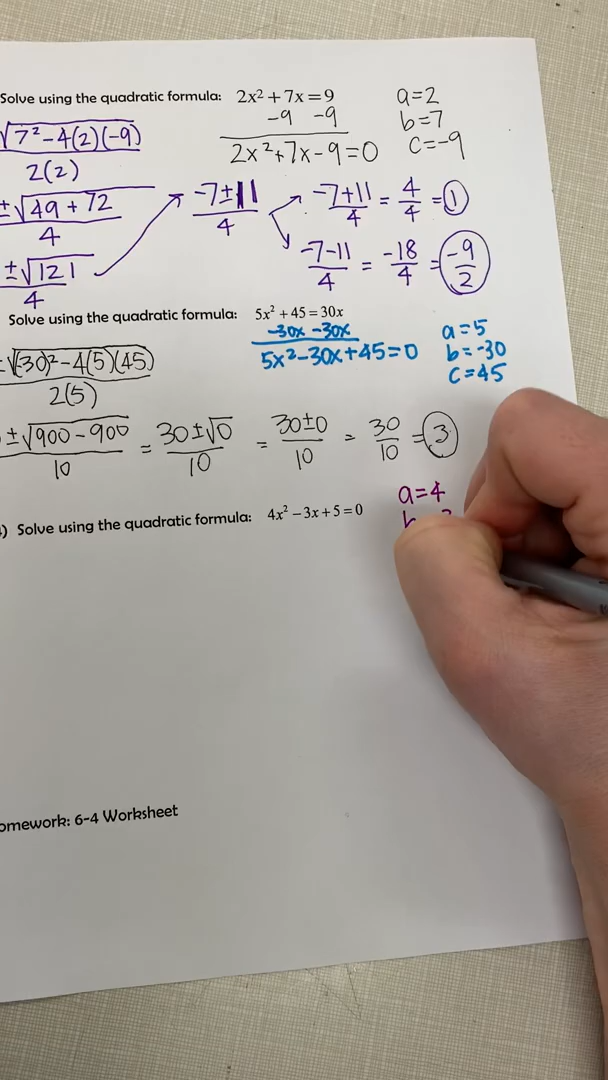 Solve using the quadratic formula: 2x² + 7x = 9
-9 -9
2x²+7x-9=0
a=2
b=7
c=-9
√7²-4(2)(-9)
2(2)
±√49+72
4
±√121
4
-7±11
4
-7+11 = 4 = 1
4 4
-7-11 = -18 = -9
4 4 2
Solve using the quadratic formula: 5x² + 45 = 30x
-30x -30x
5x²-30x+45=0
a=5
b=-30
c=45
√(30)²-4(5)(45)
2(5)
±√900-900 = 30±√0 = 30±0 = 30 = 3
10 10 10 10
) Solve using the quadratic formula: 4x² - 3x + 5 = 0
a=4
b
omework: 6-4 Worksheet